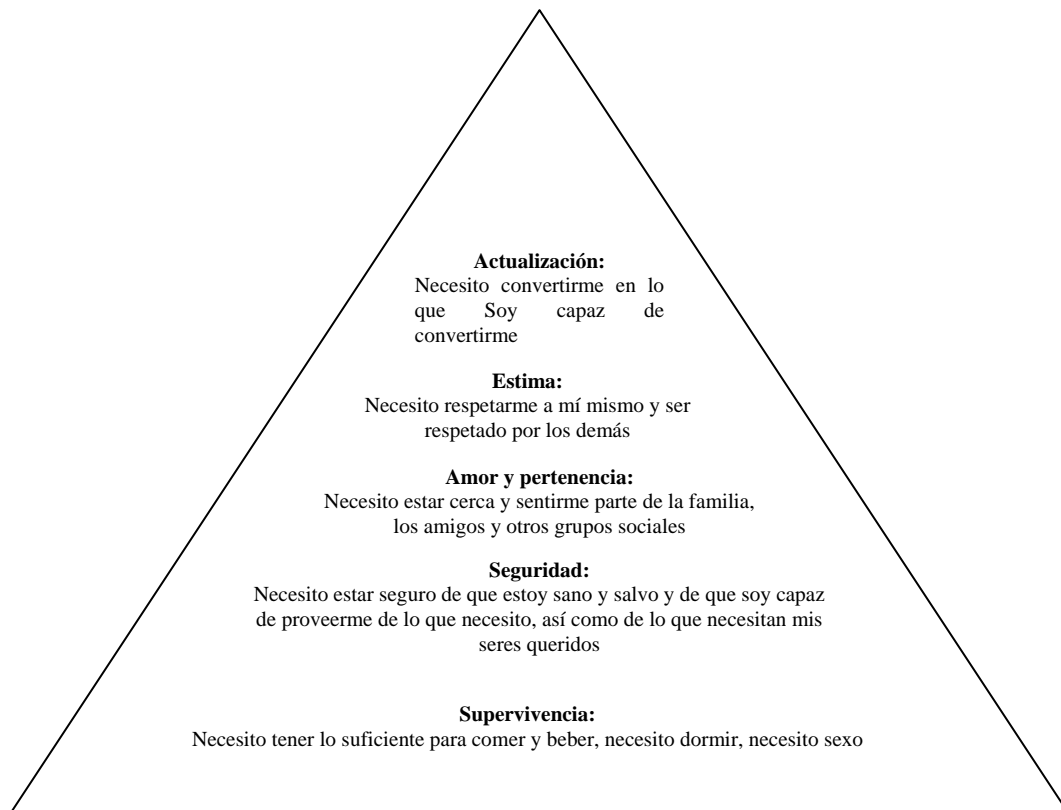 Actualización:
Necesito convertirme en lo
que Soy capaz de
convertirme
Estima:
Necesito respetarme a mí mismo y ser
respetado por los demás
Amor y pertenencia:
Necesito estar cerca y sentirme parte de la familia,
los amigos y otros grupos sociales
Seguridad:
Necesito estar seguro de que estoy sano y salvo y de que soy capaz
de proveerme de lo que necesito, así como de lo que necesitan mis
seres queridos
Supervivencia:
Necesito tener lo suficiente para comer y beber, necesito dormir, necesito sexo